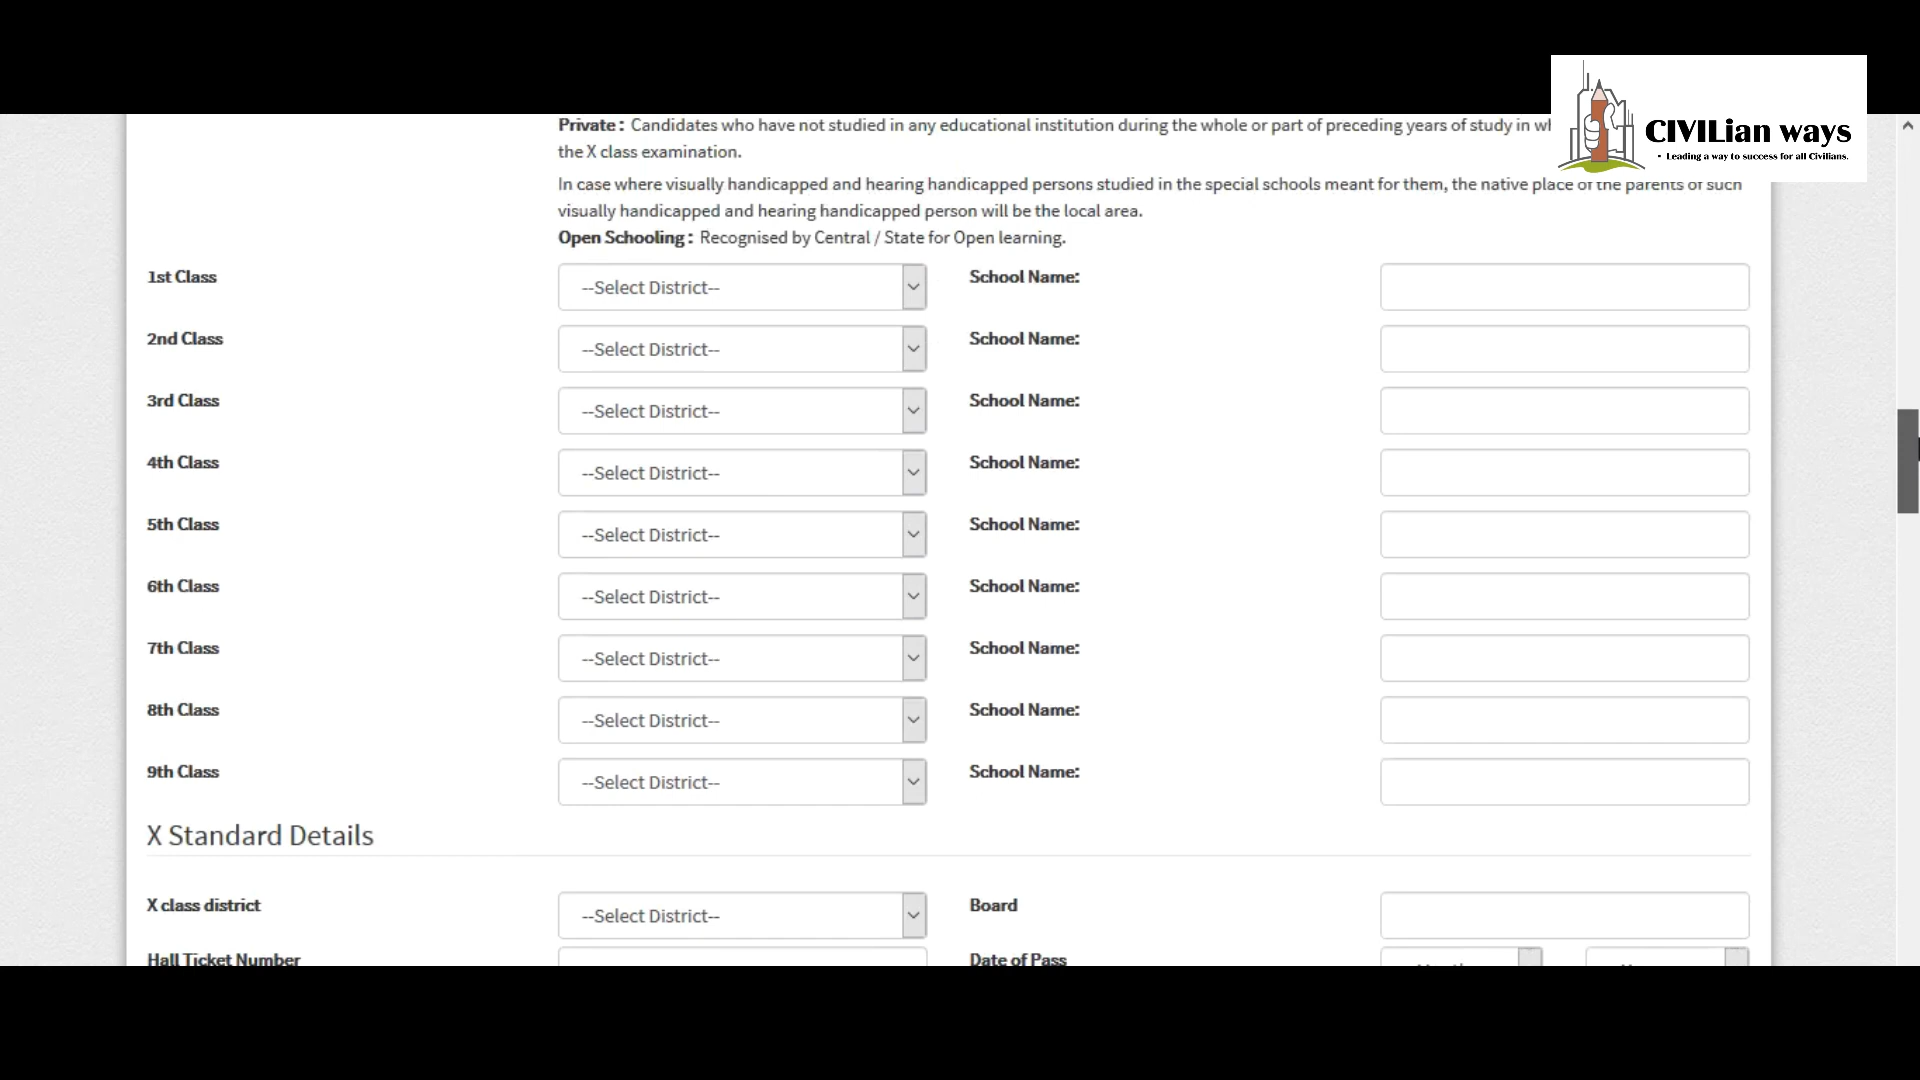 CIVILian ways
• Leading a way to success for all Civilians.
Private : Candidates who have not studied in any educational institution during the whole or part of preceding years of study in
the X class examination.
In case where visually handicapped and hearing handicapped persons studied in the special schools meant for them, the native place of the parents of such
visually handicapped and hearing handicapped person will be the local area.
Open Schooling : Recognised by Central / State for Open learning.
1st Class --Select District-- School Name:
2nd Class --Select District-- School Name:
3rd Class --Select District-- School Name:
4th Class --Select District-- School Name:
5th Class --Select District-- School Name:
6th Class --Select District-- School Name:
7th Class --Select District-- School Name:
8th Class --Select District-- School Name:
9th Class --Select District-- School Name:
X Standard Details
X class district --Select District-- Board
Hall Ticket Number Date of Pass